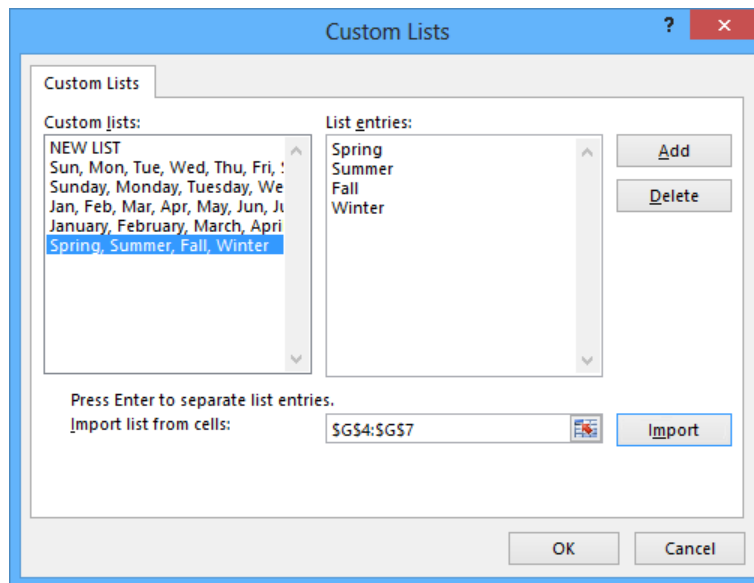 Custom Lists
?
Custom Lists
Custom lists:
NEW LIST
Sun, Mon, Tue, Wed, Thu, Fri,
Sunday, Monday, Tuesday, We
Jan, Feb, Mar, Apr, May, Jun, Ju
January, February, March, Apri
Spring, Summer, Fall, Winter
List entries:
Spring
Summer
Fall
Winter
Add
Delete
Press Enter to separate list entries.
Import list from cells:
$G$4:$G$7
Import
OK
Cancel